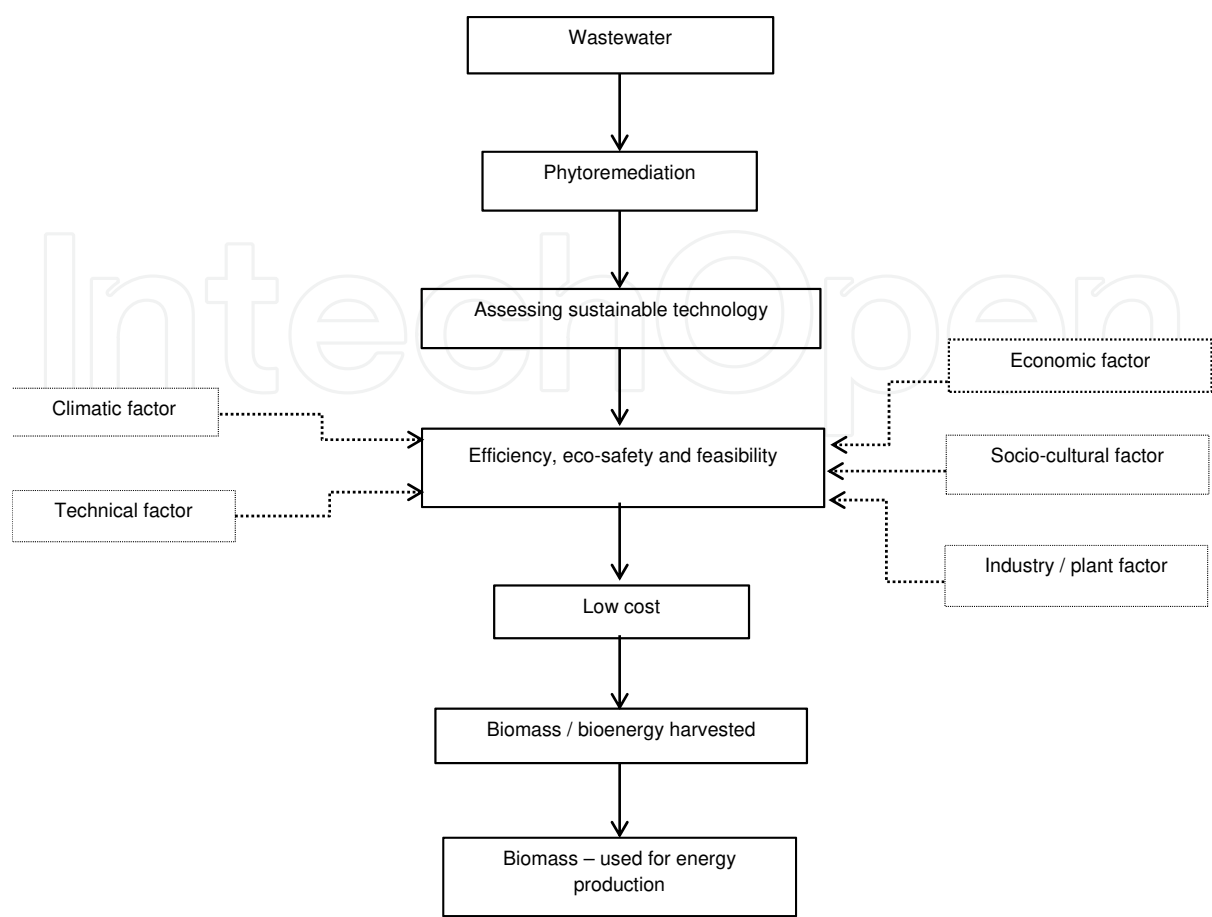 Wastewater
Phytoremediation
IntechOpen
Assessing sustainable technology
Economic factor
Climatic factor
Efficiency, eco-safety and feasibility
Socio-cultural factor
Technical factor
Industry / plant factor
Low cost
Biomass / bioenergy harvested
Biomass – used for energy
production